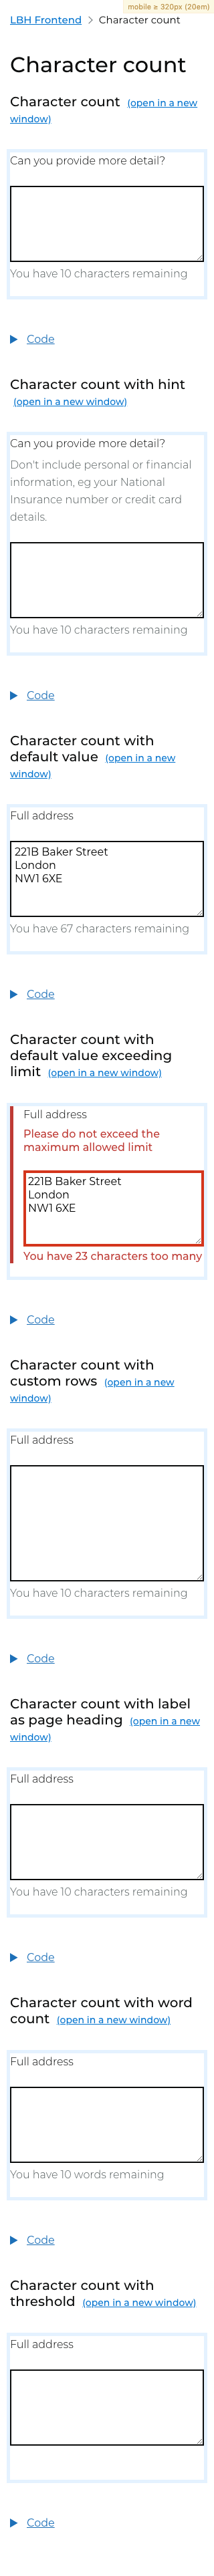 mobile ≥ 320px (20em)
LBH Frontend > Character count
Character count
Character count (open in a new
window)
Can you provide more detail?
You have 10 characters remaining
Code
Character count with hint
(open in a new window)
Can you provide more detail?
Don't include personal or financial
information, eg your National
Insurance number or credit card
details.
You have 10 characters remaining
Code
Character count with
default value (open in a new
window)
Full address
221B Baker Street
London
NW1 6XE
You have 67 characters remaining
Code
Character count with
default value exceeding
limit (open in a new window)
Full address
Please do not exceed the
maximum allowed limit
221B Baker Street
London
NW1 6XE
You have 23 characters too many
Code
Character count with
custom rows (open in a new
window)
Full address
You have 10 characters remaining
Code
Character count with label
as page heading (open in a new
window)
Full address
You have 10 characters remaining
Code
Character count with word
count (open in a new window)
Full address
You have 10 words remaining
Code
Character count with
threshold (open in a new window)
Full address
Code